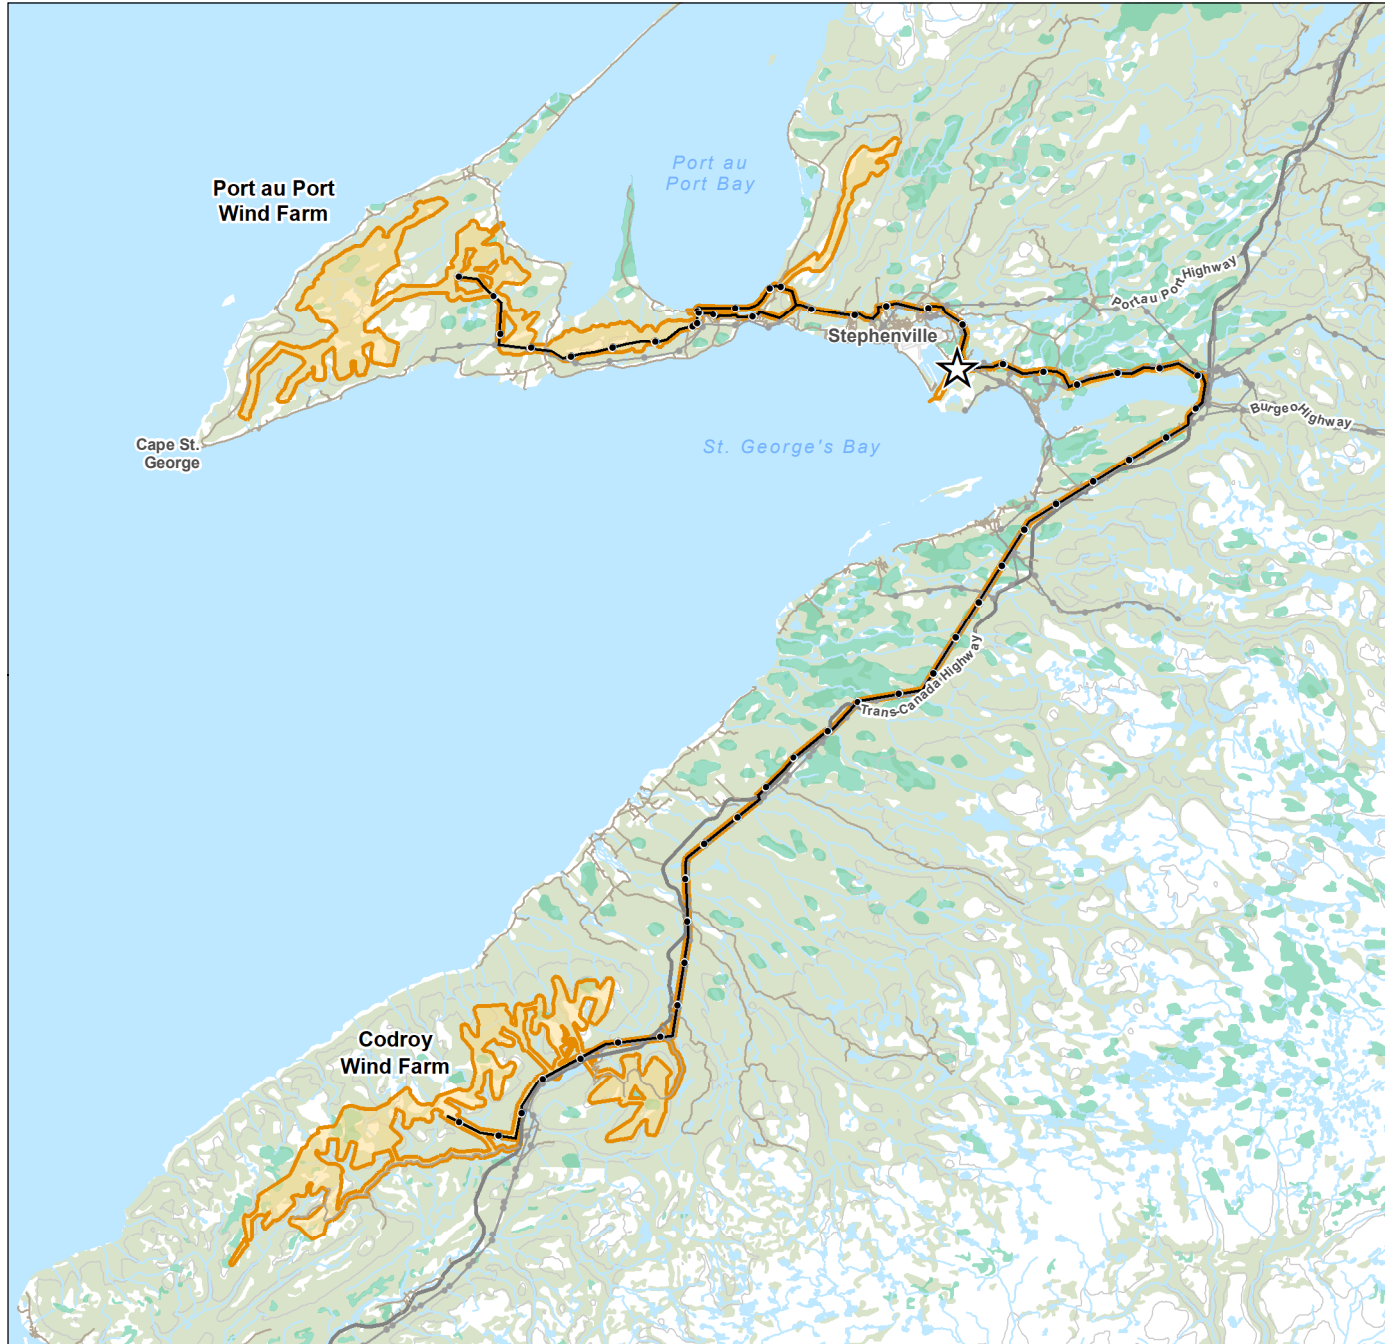 Port au
Port Bay
Port au Port
Wind Farm
Port au Port Highway
Stephenville
Burgeo Highway
Cape St.
George
St. George's Bay
Trans-Canada Highway
Codroy
Wind Farm